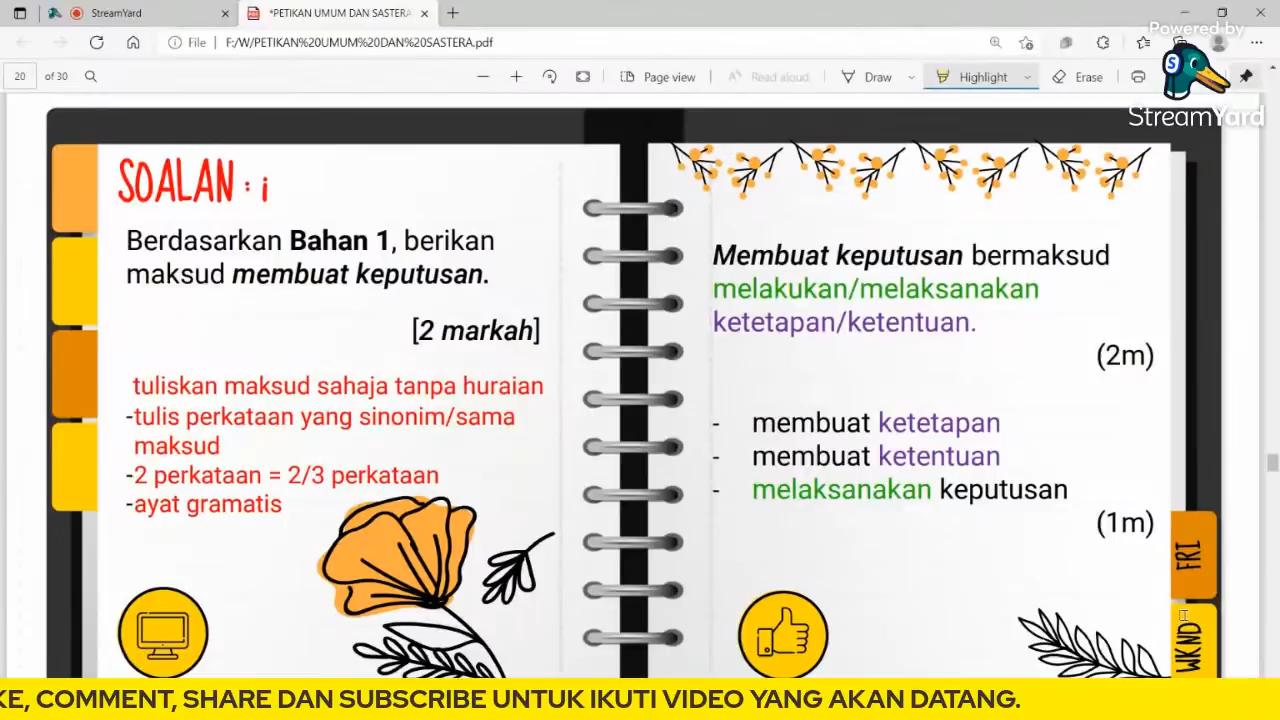 StreamYard
*PETIKAN UMUM DAN SASTERA
File F:/W/PETIKAN%20UMUM%20DAN%20SASTERA.pdf
20 of 30 Page view Read aloud Draw Highlight Erase
Powered by
StreamYard
SOALAN : i
Berdasarkan Bahan 1, berikan
maksud membuat keputusan.
[2 markah]
tuliskan maksud sahaja tanpa huraian
-tulis perkataan yang sinonim/sama
maksud
-2 perkataan = 2/3 perkataan
-ayat gramatis
Membuat keputusan bermaksud
melakukan/melaksanakan
ketetapan/ketentuan.
(2m)
- membuat ketetapan
- membuat ketentuan
- melaksanakan keputusan
(1m)
FRI
WKND
KE, COMMENT, SHARE DAN SUBSCRIBE UNTUK IKUTI VIDEO YANG AKAN DATANG.